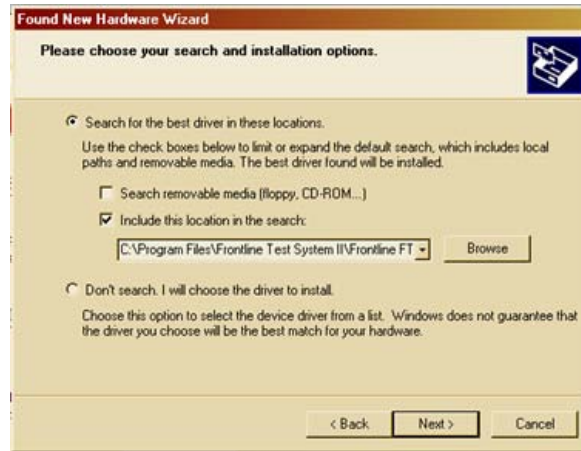 Found New Hardware Wizard
Please choose your search and installation options.
Search for the best driver in these locations.
Use the check boxes below to limit or expand the default search, which includes local
paths and removable media. The best driver found will be installed.
Search removable media (floppy, CD-ROM...)
Include this location in the search:
C:\Program Files\Frontline Test System II\Frontline FT
Browse
Don't search. I will choose the driver to install.
Choose this option to select the device driver from a list. Windows does not guarantee that
the driver you choose will be the best match for your hardware.
< Back Next > Cancel